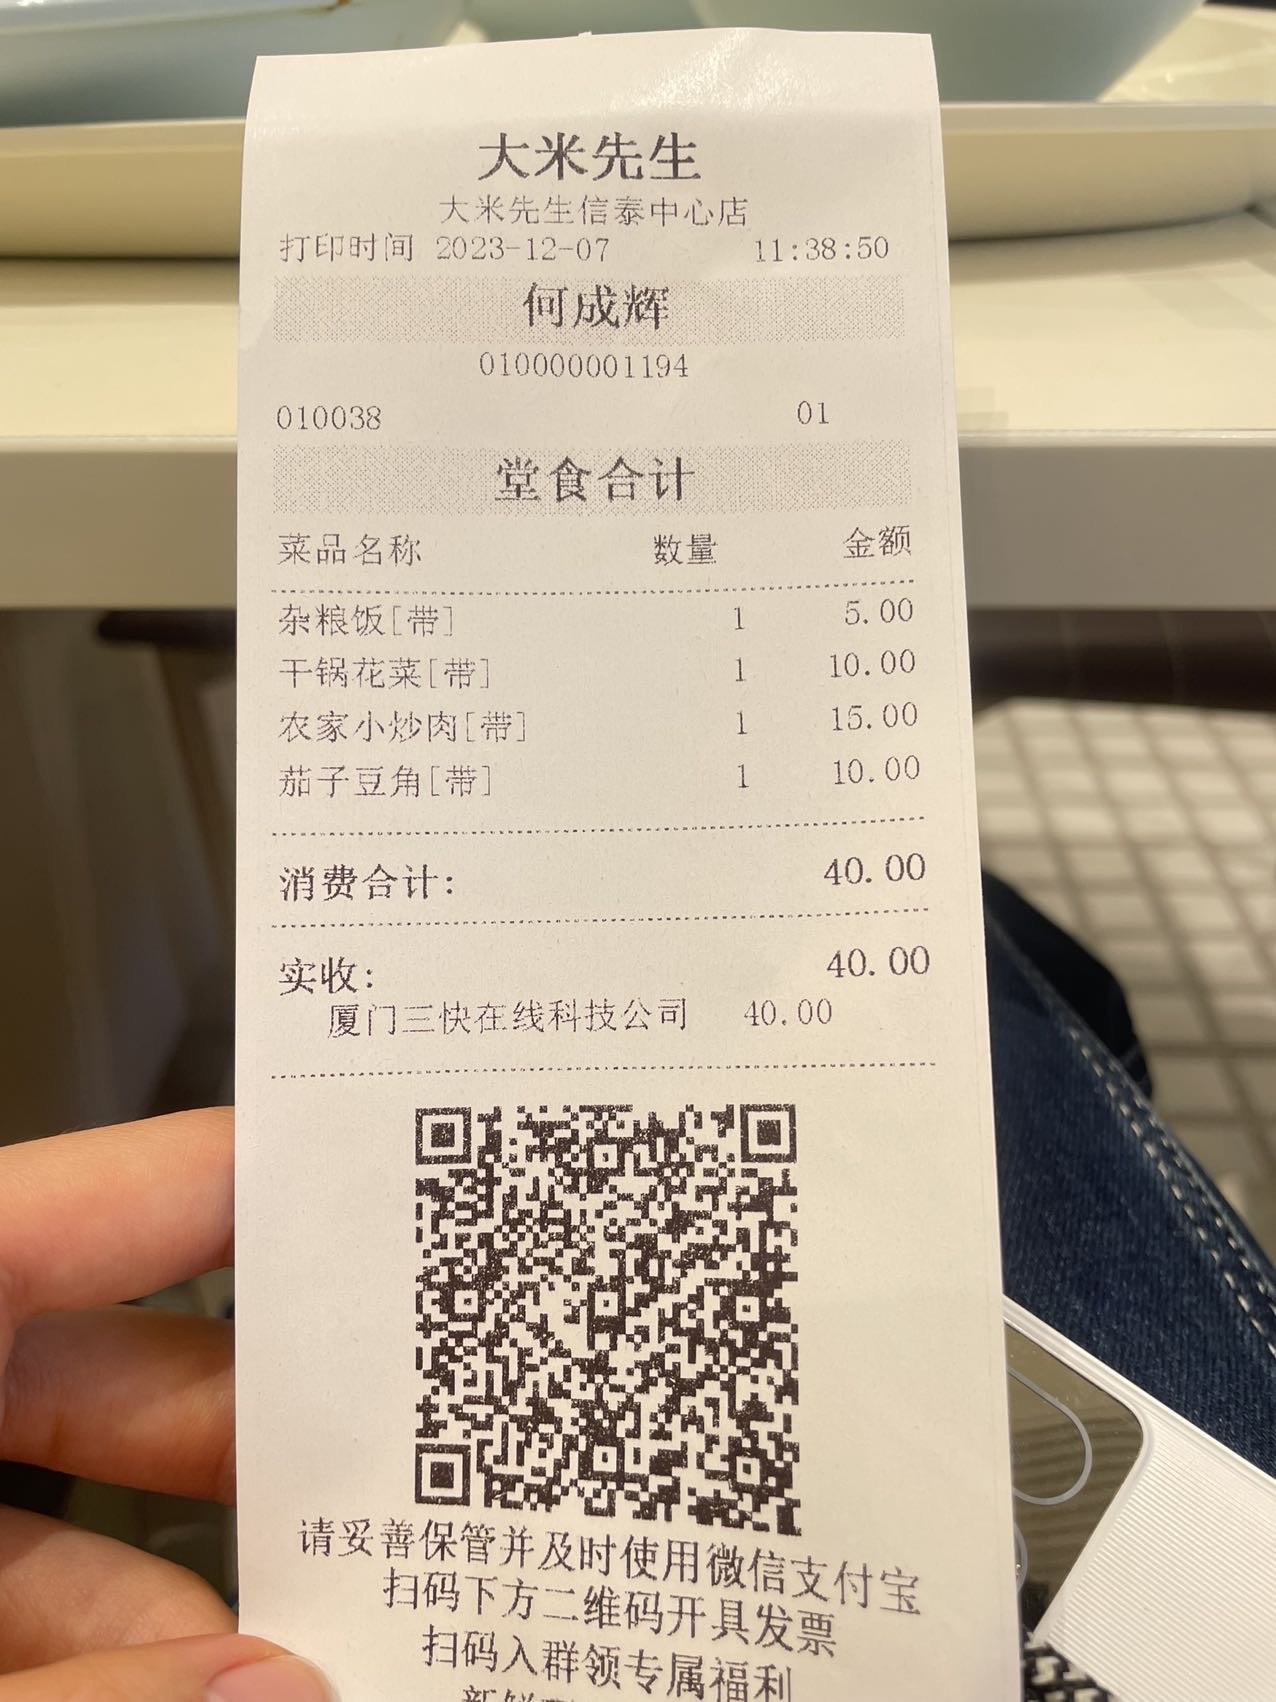 大米先生
大米先生信泰中心店
打印时间 2023-12-07 11:38:50
何成辉
010000001194
010038 01
堂食合计
菜品名称 数量 金额
杂粮饭[带] 1 5.00
干锅花菜[带] 1 10.00
农家小炒肉[带] 1 15.00
茄子豆角[带] 1 10.00
消费合计: 40.00
实收: 40.00
厦门三快在线科技公司 40.00
请妥善保管并及时使用微信支付宝
扫码下方二维码开具发票
扫码入群领专属福利